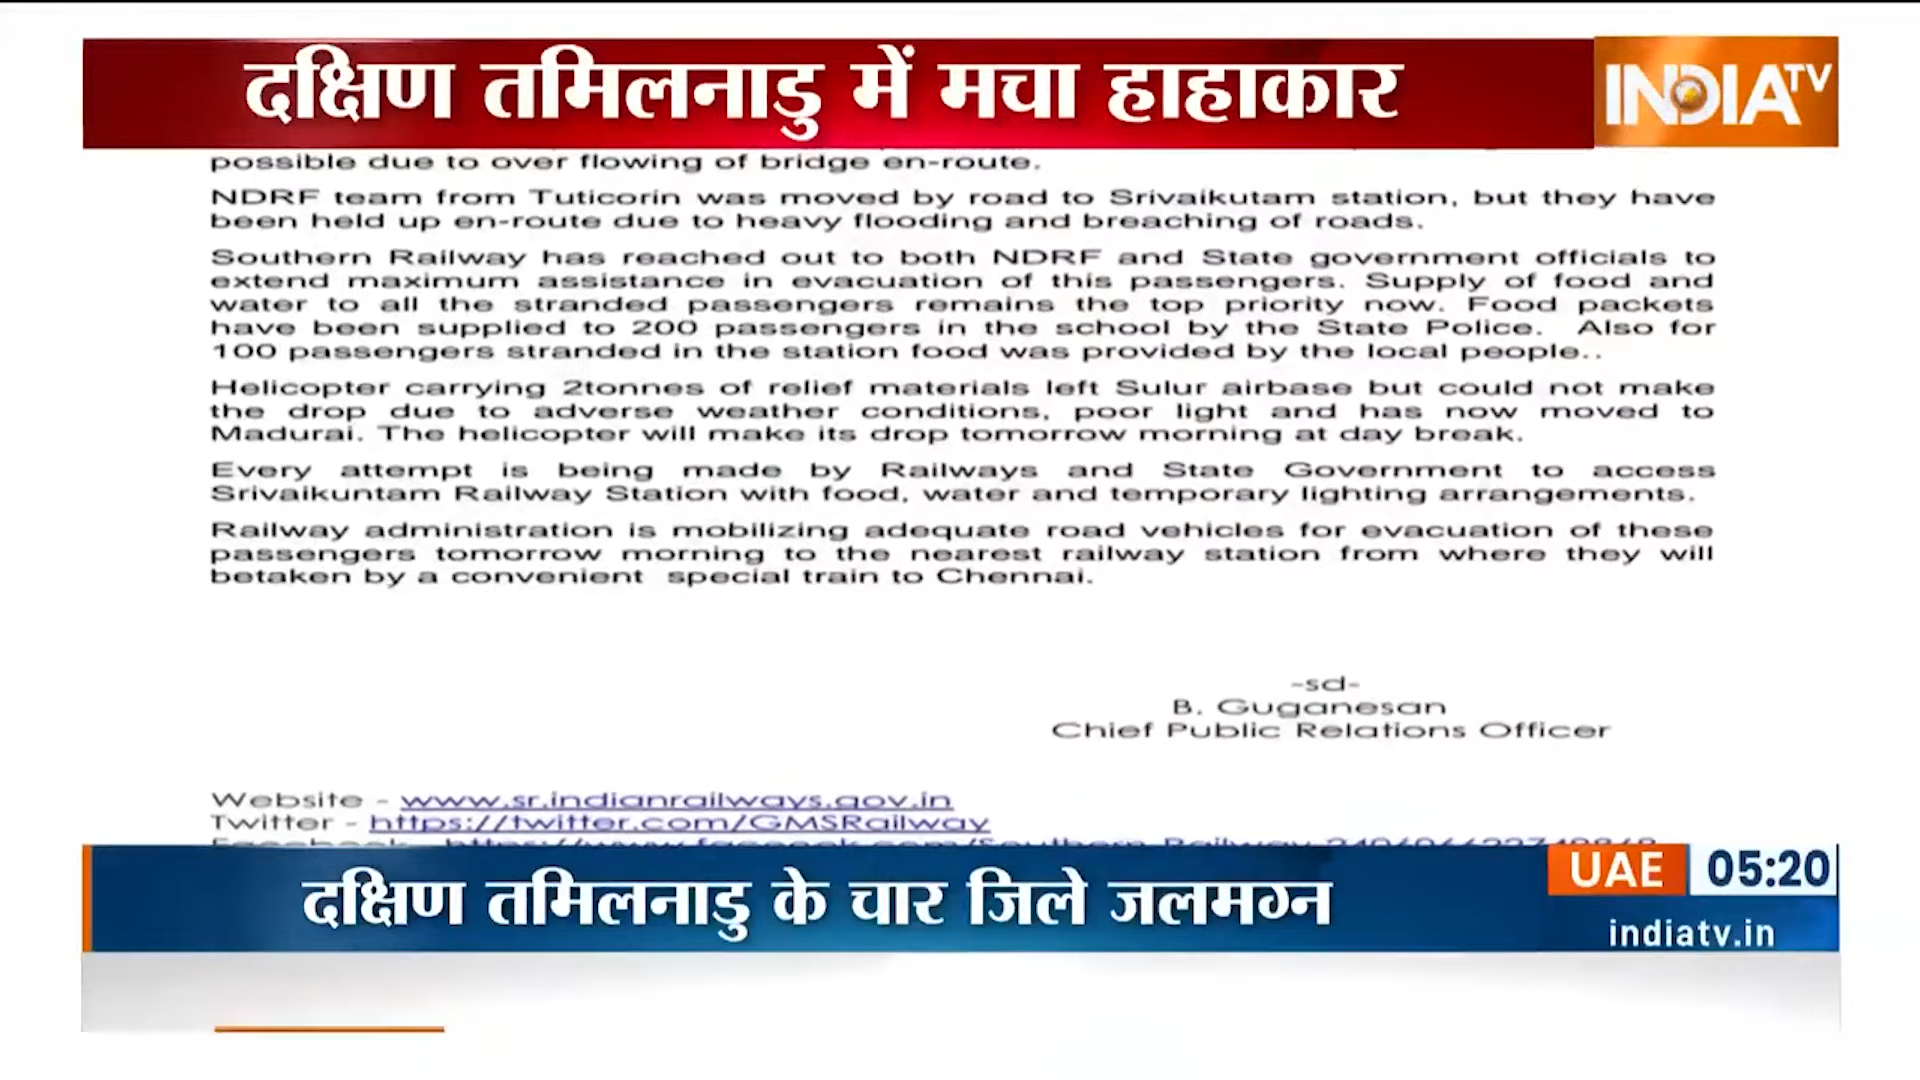 दक्षिण तमिलनाडु में मचा हाहाकार
INDIA TV
possible due to over flowing of bridge en-route.
NDRF team from Tuticorin was moved by road to Srivaikutam station, but they have
been held up en-route due to heavy flooding and breaching of roads.
Southern Railway has reached out to both NDRF and State government officials to
extend maximum assistance in evacuation of this passengers. Supply of food and
water to all the stranded passengers remains the top priority now. Food packets
have been supplied to 200 passengers in the school by the State Police. Also for
100 passengers stranded in the station food was provided by the local people..
Helicopter carrying 2tonnes of relief materials left Sulur airbase but could not make
the drop due to adverse weather conditions, poor light and has now moved to
Madurai. The helicopter will make its drop tomorrow morning at day break.
Every attempt is being made by Railways and State Government to access
Srivaikuntam Railway Station with food, water and temporary lighting arrangements.
Railway administration is mobilizing adequate road vehicles for evacuation of these
passengers tomorrow morning to the nearest railway station from where they will
betaken by a convenient special train to Chennai.
-sd-
B. Guganesan
Chief Public Relations Officer
Website - www.sr.indianrailways.gov.in
Twitter - https://twitter.com/GMSRailway
दक्षिण तमिलनाडु के चार जिले जलमग्न
UAE 05:20
indiatv.in